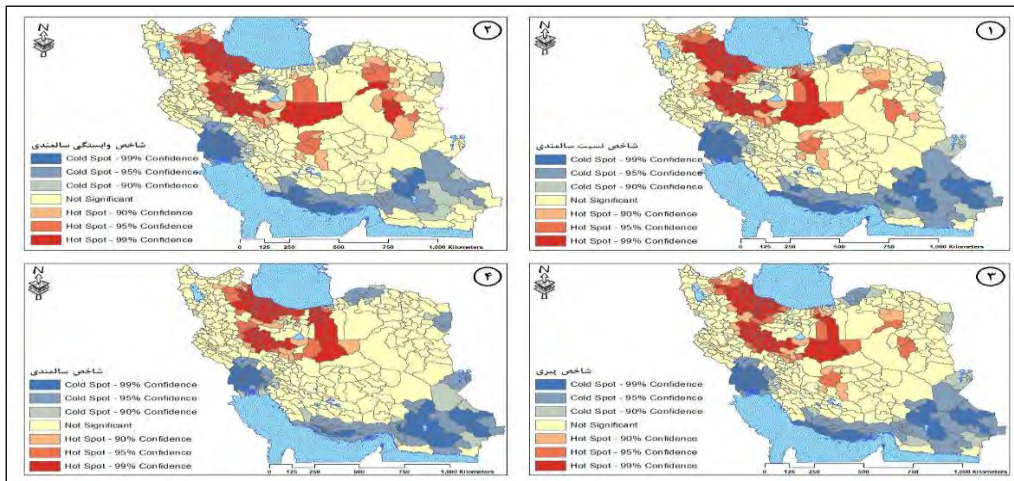 ۱
N
شاخص نسبت سالمندی
Cold Spot - 99% Confidence
Cold Spot - 95% Confidence
Cold Spot - 90% Confidence
Not Significant
Hot Spot - 90% Confidence
Hot Spot - 95% Confidence
Hot Spot - 99% Confidence
0 125 250 500 750 1,000 Kilometers
۲
N
شاخص وابستگی سالمندی
Cold Spot - 99% Confidence
Cold Spot - 95% Confidence
Cold Spot - 90% Confidence
Not Significant
Hot Spot - 90% Confidence
Hot Spot - 95% Confidence
Hot Spot - 99% Confidence
0 125 250 500 750 1,000 Kilometers
۳
N
شاخص پیری
Cold Spot - 99% Confidence
Cold Spot - 95% Confidence
Cold Spot - 90% Confidence
Not Significant
Hot Spot - 90% Confidence
Hot Spot - 95% Confidence
Hot Spot - 99% Confidence
0 125 250 500 750 1,000 Kilometers
۴
N
شاخص سالمندی
Cold Spot - 99% Confidence
Cold Spot - 95% Confidence
Cold Spot - 90% Confidence
Not Significant
Hot Spot - 90% Confidence
Hot Spot - 95% Confidence
Hot Spot - 99% Confidence
0 125 250 500 750 1,000 Kilometers